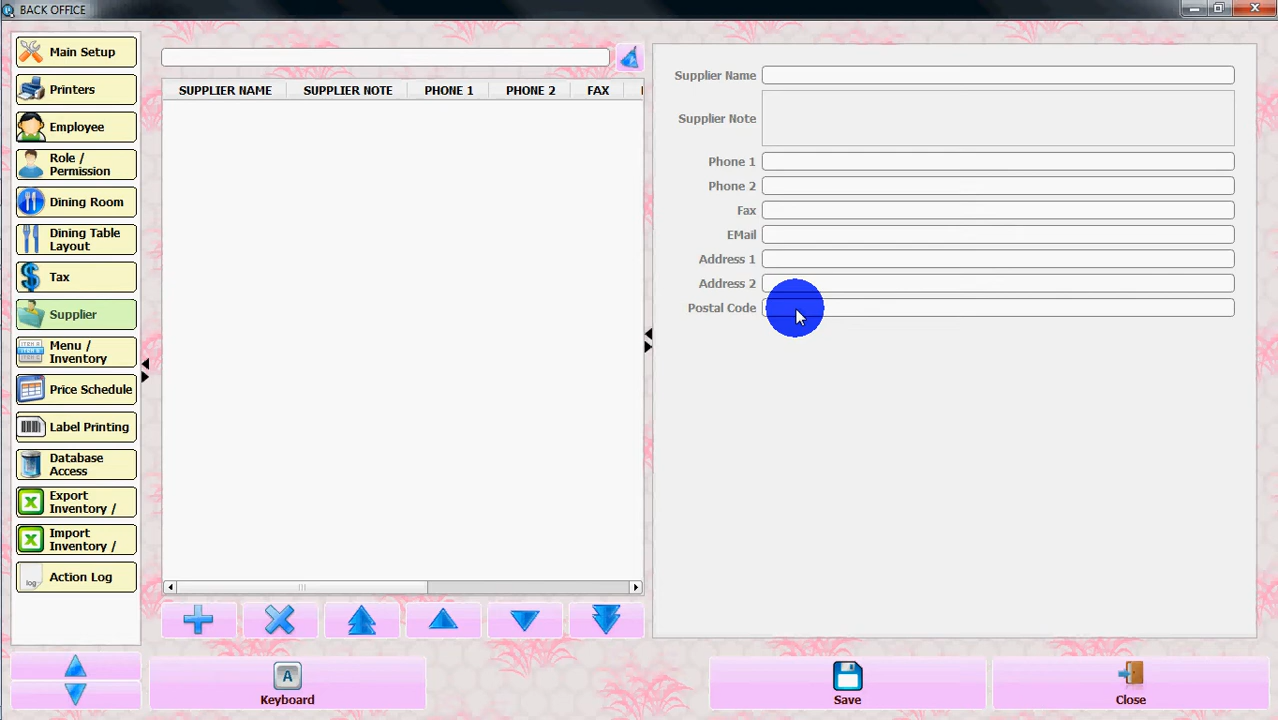 BACK OFFICE
Main Setup
Printers
Employee
Role /
Permission
Dining Room
Dining Table
Layout
Tax
Supplier
Menu /
Inventory
Price Schedule
Label Printing
Database
Access
Export
Inventory /
Import
Inventory /
log
Action Log
SUPPLIER NAME SUPPLIER NOTE PHONE 1 PHONE 2 FAX
Supplier Name
Supplier Note
Phone 1
Phone 2
Fax
EMail
Address 1
Address 2
Postal Code
A
Keyboard
Save
Close